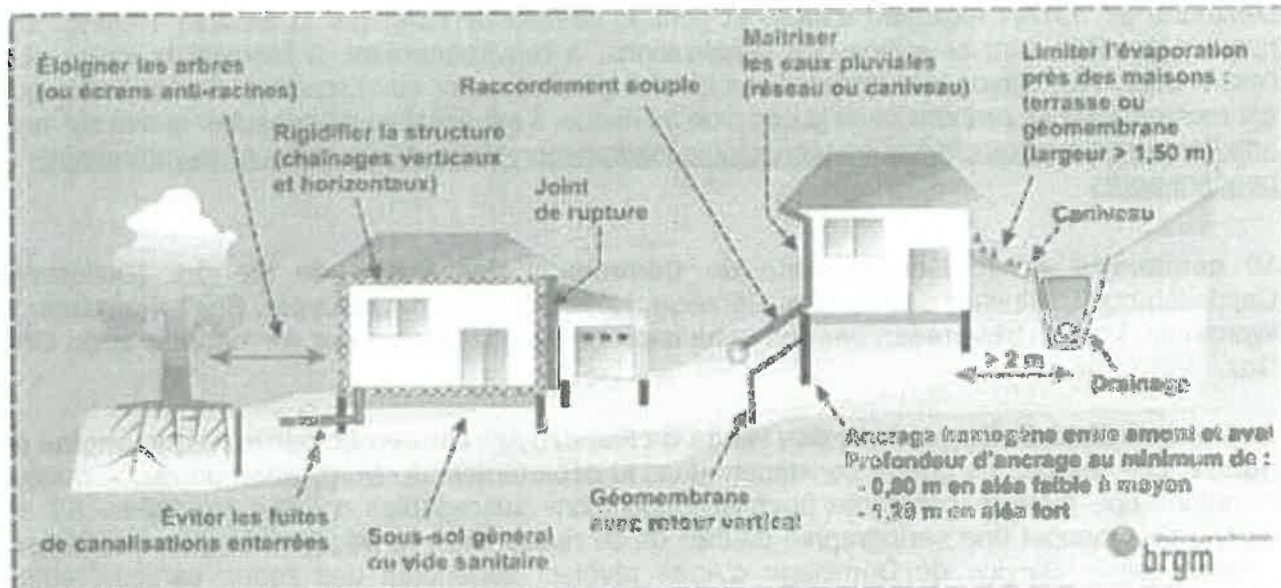 Éloigner les arbres
(ou écrans anti-racines)
Rigidifier la structure
(chaînages verticaux
et horizontaux)
Raccordement souple
Joint
de rupture
Maîtriser
les eaux pluviales
(réseau ou caniveau)
Limiter l'évaporation
près des maisons :
terrasse ou
géomembrane
(largeur > 1,50 m)
Caniveau
> 2 m
Drainage
Éviter les fuites
de canalisations enterrées
Sous-sol général
ou vide sanitaire
Géomembrane
avec retour vertical
Ancrage homogène entre amont et aval
Profondeur d'ancrage au minimum de :
- 0,80 m en aléa faible à moyen
- 1,20 m en aléa fort
brgm